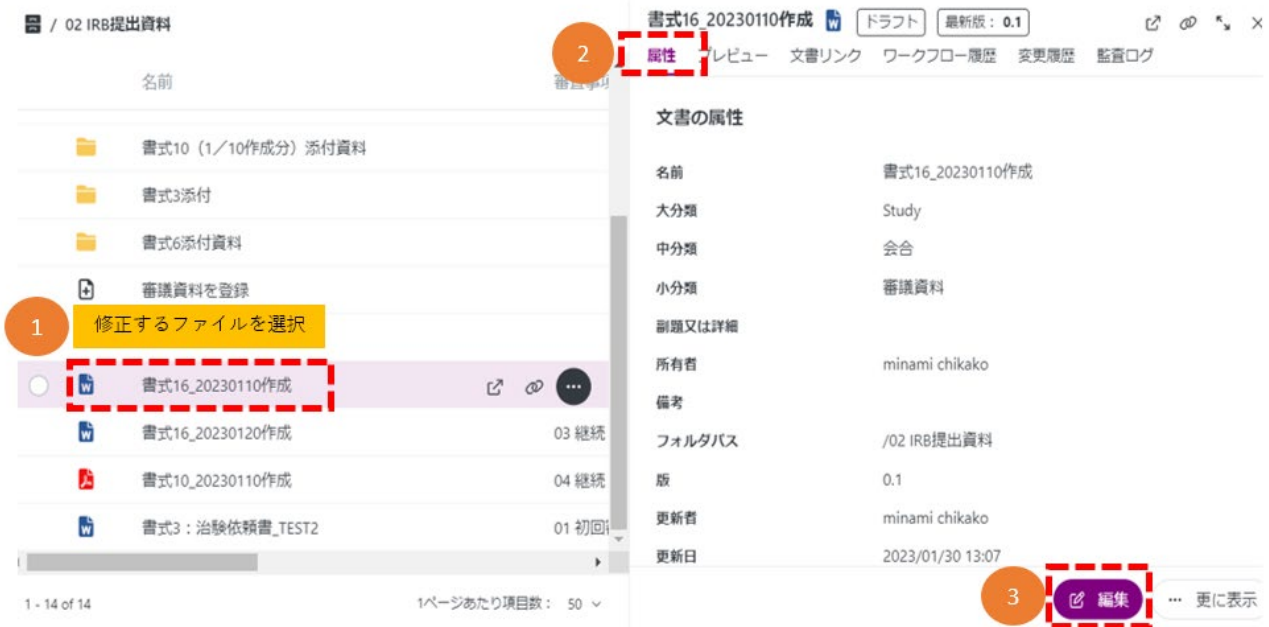 / 02 IRB提出資料
名前
書式10（1／10作成分）添付資料
書式3添付
書式6添付資料
審議資料を登録
1
修正するファイルを選択
書式16_20230110作成
書式16_20230120作成 03 継続
書式10_20230110作成 04 継続
書式3：治験依頼書_TEST2 01 初回
1 - 14 of 14 1ページあたり項目数： 50
書式16_20230110作成 ドラフト 最新版： 0.1
2
属性 プレビュー 文書リンク ワークフロー履歴 変更履歴 監査ログ
文書の属性
名前 書式16_20230110作成
大分類 Study
中分類 会合
小分類 審議資料
副題又は詳細
所有者 minami chikako
備考
フォルダパス /02 IRB提出資料
版 0.1
更新者 minami chikako
更新日 2023/01/30 13:07
3
編集 … 更に表示